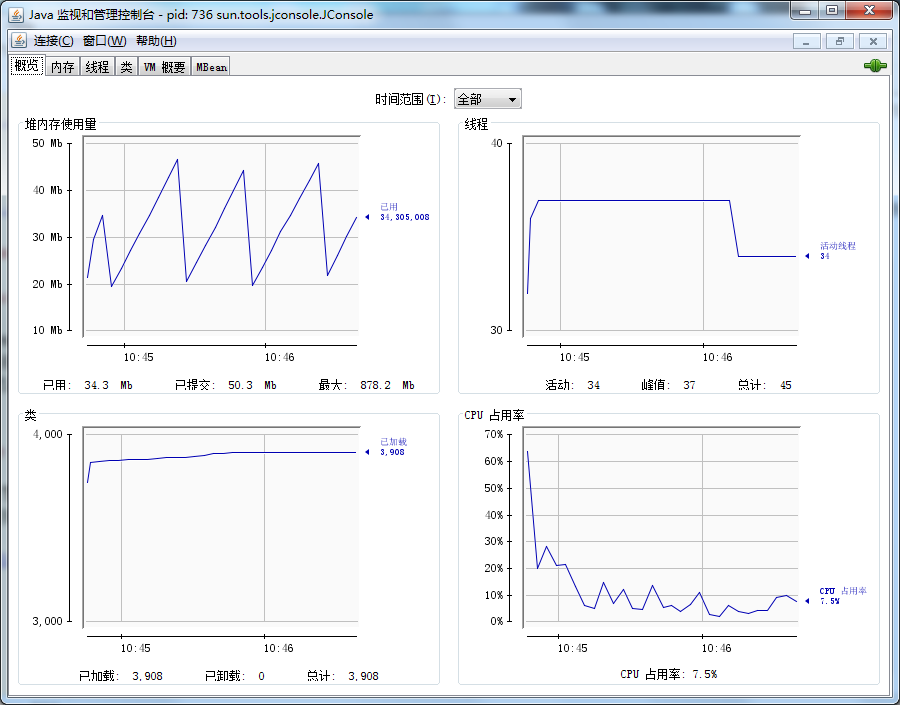 Java 监视和管理控制台 - pid: 736 sun.tools.jconsole.JConsole
连接(C) 窗口(W) 帮助(H)
概览 内存 线程 类 VM 概要 MBean
时间范围(I): 全部
堆内存使用量
50 Mb
40 Mb
30 Mb
20 Mb
10 Mb
已用
34,305,008
10:45 10:46
已用: 34.3 Mb 已提交: 50.3 Mb 最大: 878.2 Mb
线程
40
30
活动线程
34
10:45 10:46
活动: 34 峰值: 37 总计: 45
类
4,000
3,000
已加载
3,908
10:45 10:46
已加载: 3,908 已卸载: 0 总计: 3,908
CPU 占用率
70%
60%
50%
40%
30%
20%
10%
0%
CPU 占用率
7.5%
10:45 10:46
CPU 占用率: 7.5%